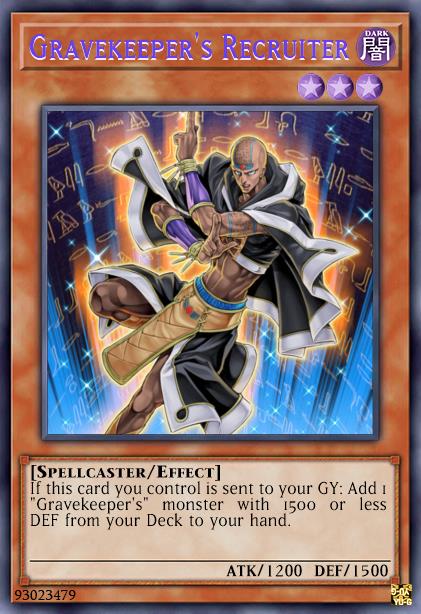 GRAVEKEEPER'S RECRUITER
DARK
闇
[SPELLCASTER/EFFECT]
If this card you control is sent to your GY: Add 1
"Gravekeeper's" monster with 1500 or less
DEF from your Deck to your hand.
ATK/1200 DEF/1500
93023479